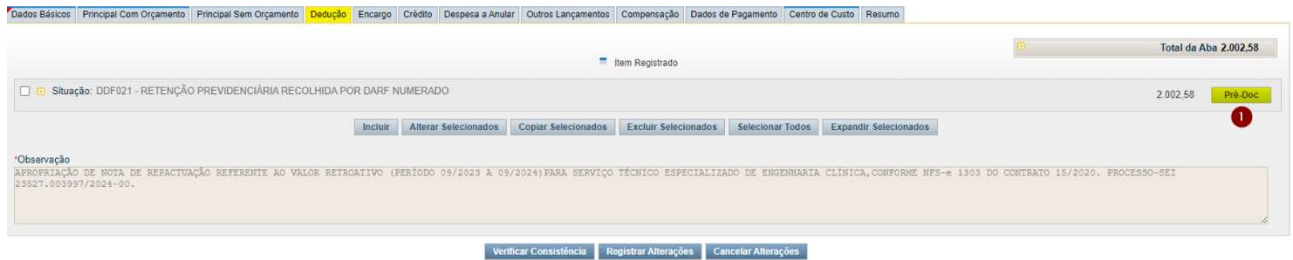 Dados Básicos Principal Com Orçamento Principal Sem Orçamento Dedução Encargo Crédito Despesa a Anular Outros Lançamentos Compensação Dados de Pagamento Centro de Custo Resumo
Total da Aba 2.002,58
Item Registrado
Situação: DDF021 - RETENÇÃO PREVIDENCIÁRIA RECOLHIDA POR DARF NUMERADO 2.002,58 Pré-Doc
1
Incluir Alterar Selecionados Copiar Selecionados Excluir Selecionados Selecionar Todos Expandir Selecionados
*Observação
APROPRIAÇÃO DE NOTA DE REPACTUAÇÃO REFERENTE AO VALOR RETROATIVO (PERÍODO 09/2023 A 09/2024)PARA SERVIÇO TÉCNICO ESPECIALIZADO DE ENGENHARIA CLÍNICA,CONFORME NFS-e 1303 DO CONTRATO 15/2020. PROCESSO-SEI
23527.003997/2024-00.
Verificar Consistência Registrar Alterações Cancelar Alterações